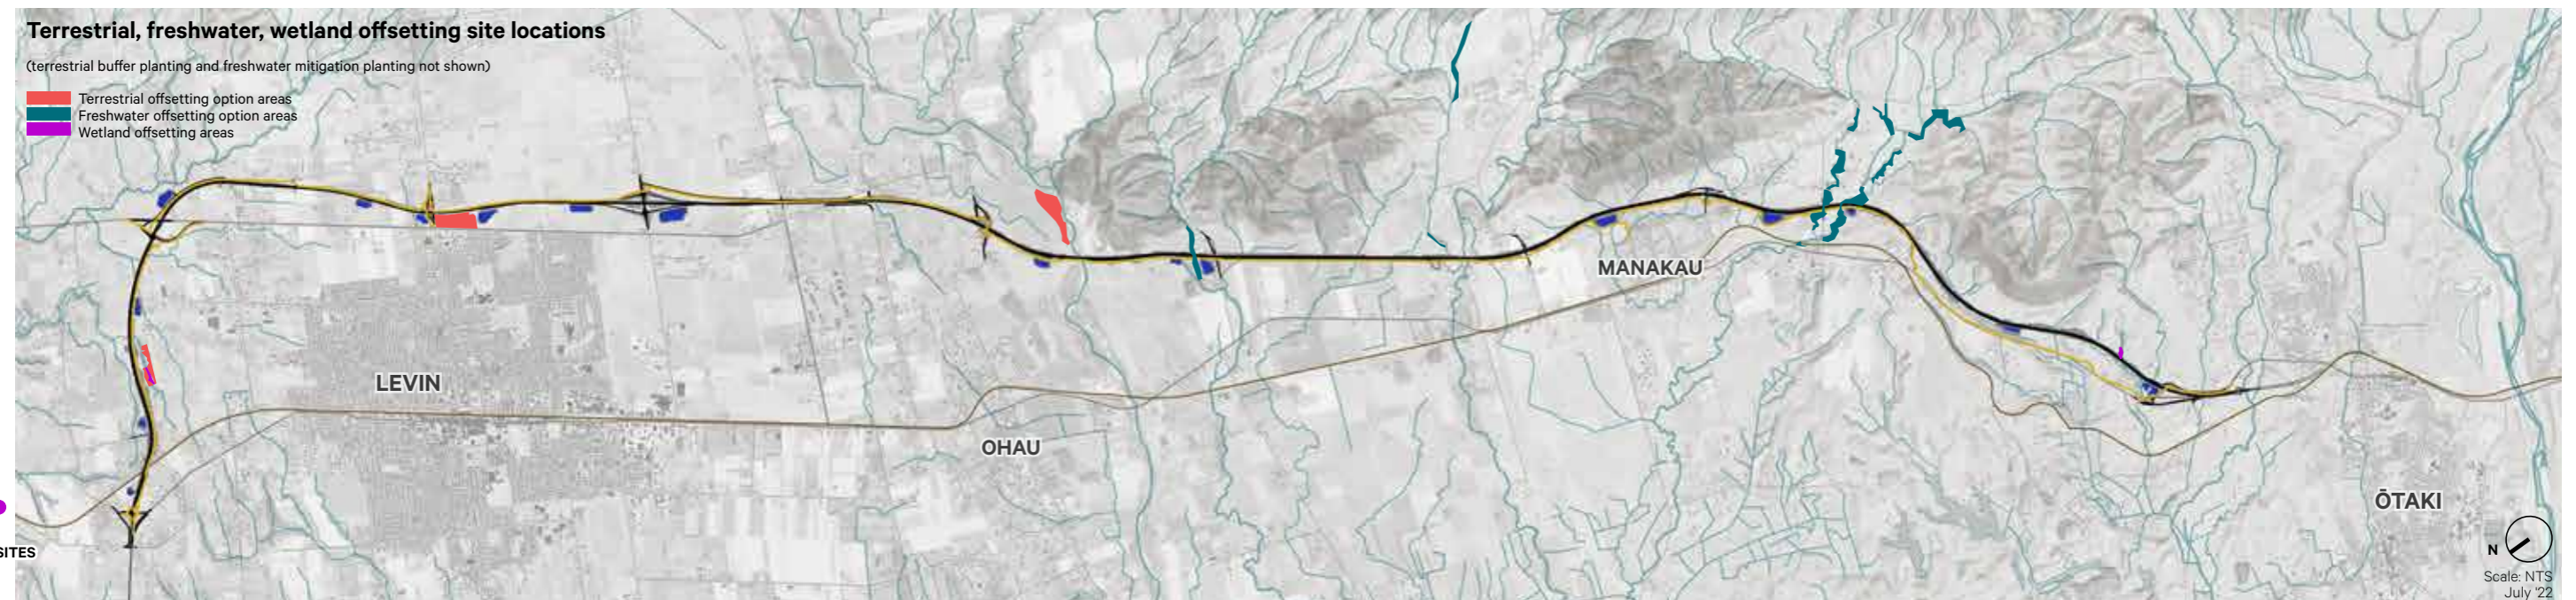 Terrestrial, freshwater, wetland offsetting site locations
(terrestrial buffer planting and freshwater mitigation planting not shown)
Terrestrial offsetting option areas
Freshwater offsetting option areas
Wetland offsetting areas
MANAKAU
LEVIN
OHAU
ŌTAKI
SITES
N
Scale: NTS
July '22